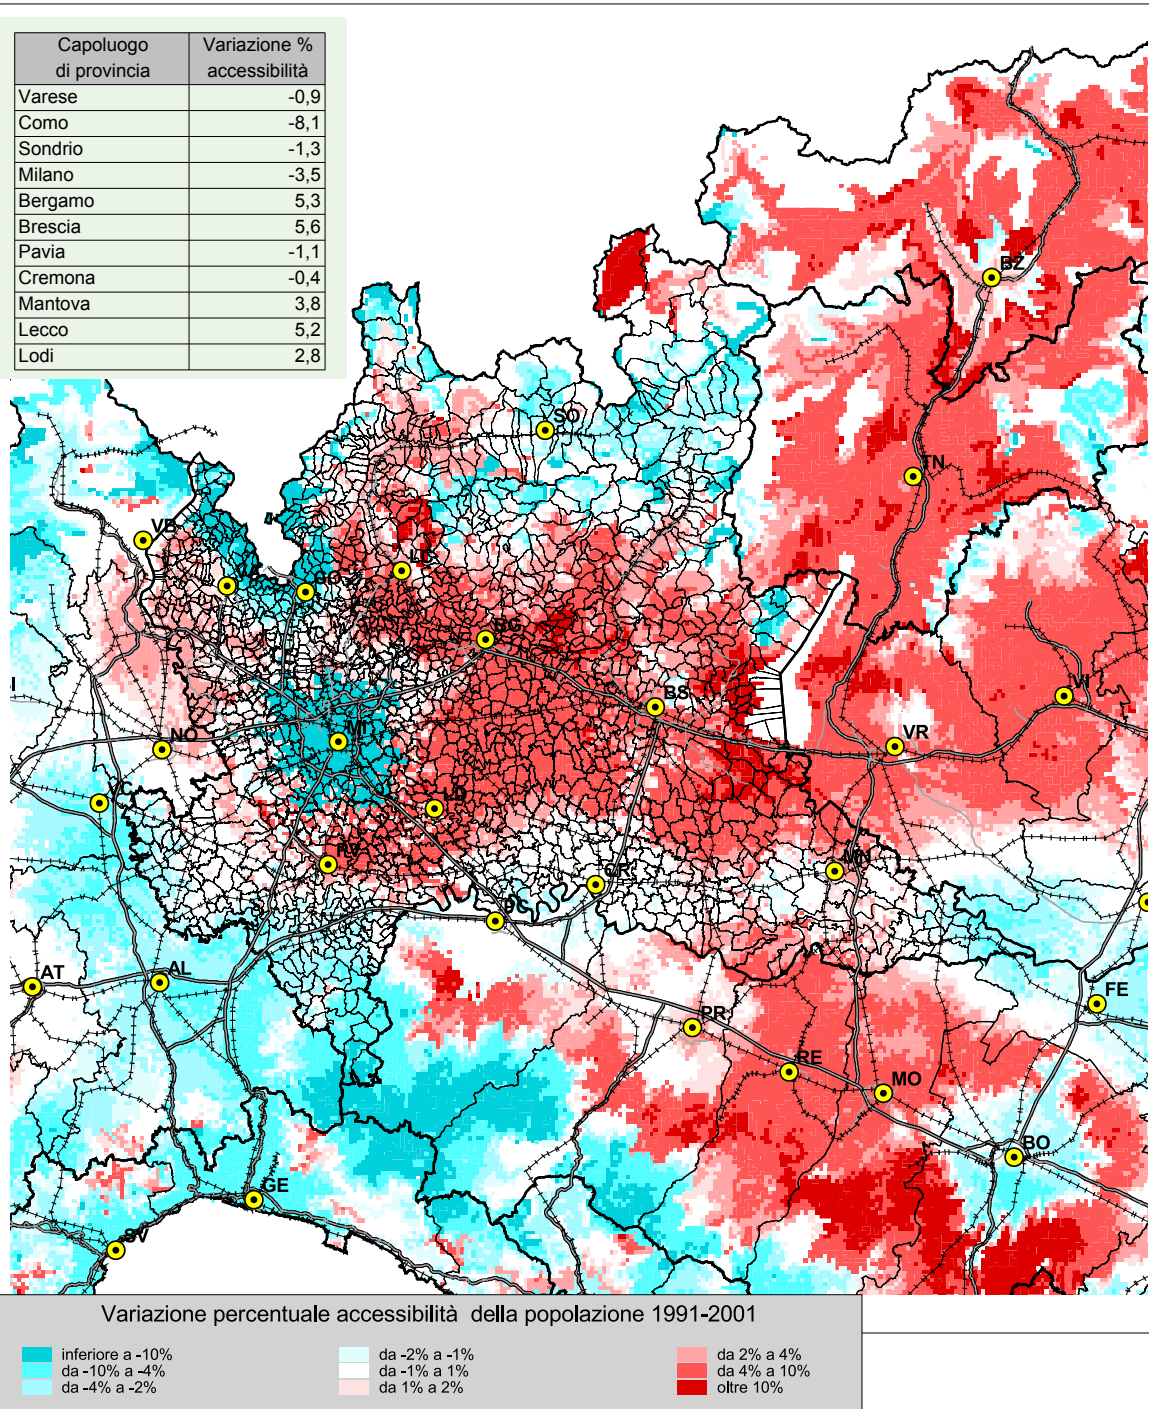 Capoluogo di provincia Variazione % accessibilità
Varese -0,9
Como -8,1
Sondrio -1,3
Milano -3,5
Bergamo 5,3
Brescia 5,6
Pavia -1,1
Cremona -0,4
Mantova 3,8
Lecco 5,2
Lodi 2,8
BZ
SO
TN
VB
BG
BS
VI
VR
NO
LO
MN
CR
AT
AL
FE
PR
RE
MO
BO
GE
SV
Variazione percentuale accessibilità della popolazione 1991-2001
inferiore a -10%
da -10% a -4%
da -4% a -2%
da -2% a -1%
da -1% a 1%
da 1% a 2%
da 2% a 4%
da 4% a 10%
oltre 10%